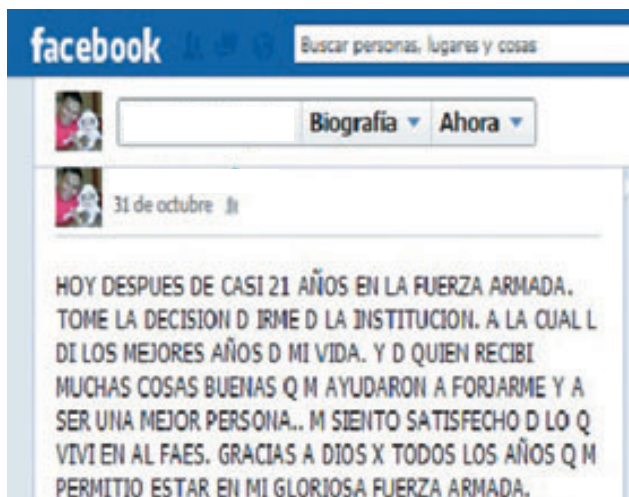 facebook
Buscar personas, lugares y cosas
Biografía Ahora
31 de octubre
HOY DESPUES DE CASI 21 AÑOS EN LA FUERZA ARMADA.
TOME LA DECISION D IRME D LA INSTITUCION. A LA CUAL L
DI LOS MEJORES AÑOS D MI VIDA. Y D QUIEN RECIBI
MUCHAS COSAS BUENAS Q M AYUDARON A FORJARME Y A
SER UNA MEJOR PERSONA.. M SIENTO SATISFECHO D LO Q
VIVI EN AL FAES. GRACIAS A DIOS X TODOS LOS AÑOS Q M
PERMITIO ESTAR EN MI GLORIOSA FUERZA ARMADA.